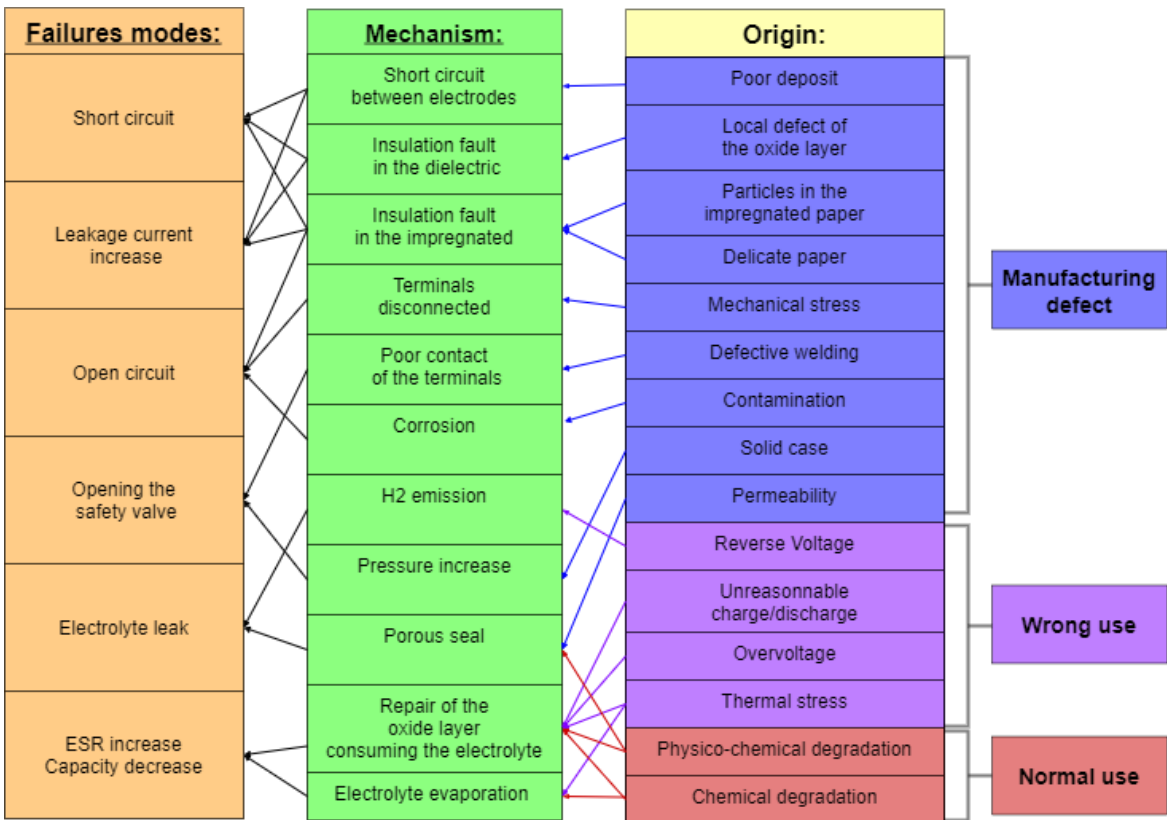 Failures modes:
Short circuit
Leakage current
increase
Open circuit
Opening the
safety valve
Electrolyte leak
ESR increase
Capacity decrease
Mechanism:
Short circuit
between electrodes
Insulation fault
in the dielectric
Insulation fault
in the impregnated
Terminals
disconnected
Poor contact
of the terminals
Corrosion
H2 emission
Pressure increase
Porous seal
Repair of the
oxide layer
consuming the electrolyte
Electrolyte evaporation
Origin:
Poor deposit
Local defect of
the oxide layer
Particles in the
impregnated paper
Delicate paper
Mechanical stress
Defective welding
Contamination
Solid case
Permeability
Reverse Voltage
Unreasonnable
charge/discharge
Overvoltage
Thermal stress
Physico-chemical degradation
Chemical degradation
Manufacturing
defect
Wrong use
Normal use